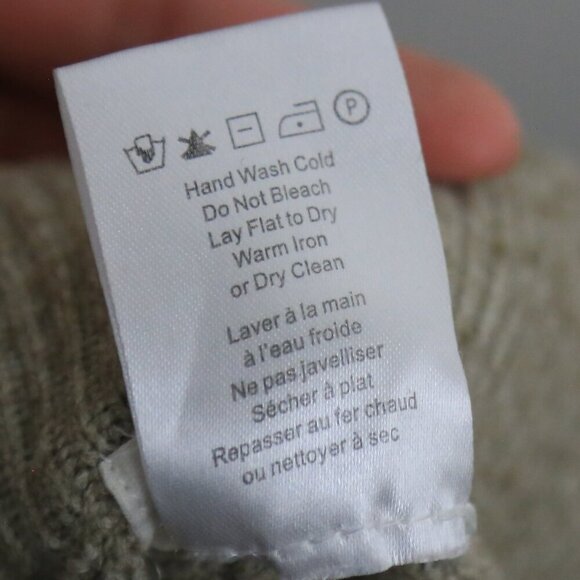 P
Hand Wash Cold
Do Not Bleach
Lay Flat to Dry
Warm Iron
or Dry Clean
Laver à la main
à l'eau froide
Ne pas javelliser
Sécher à plat
Repasser au fer chaud
ou nettoyer à sec